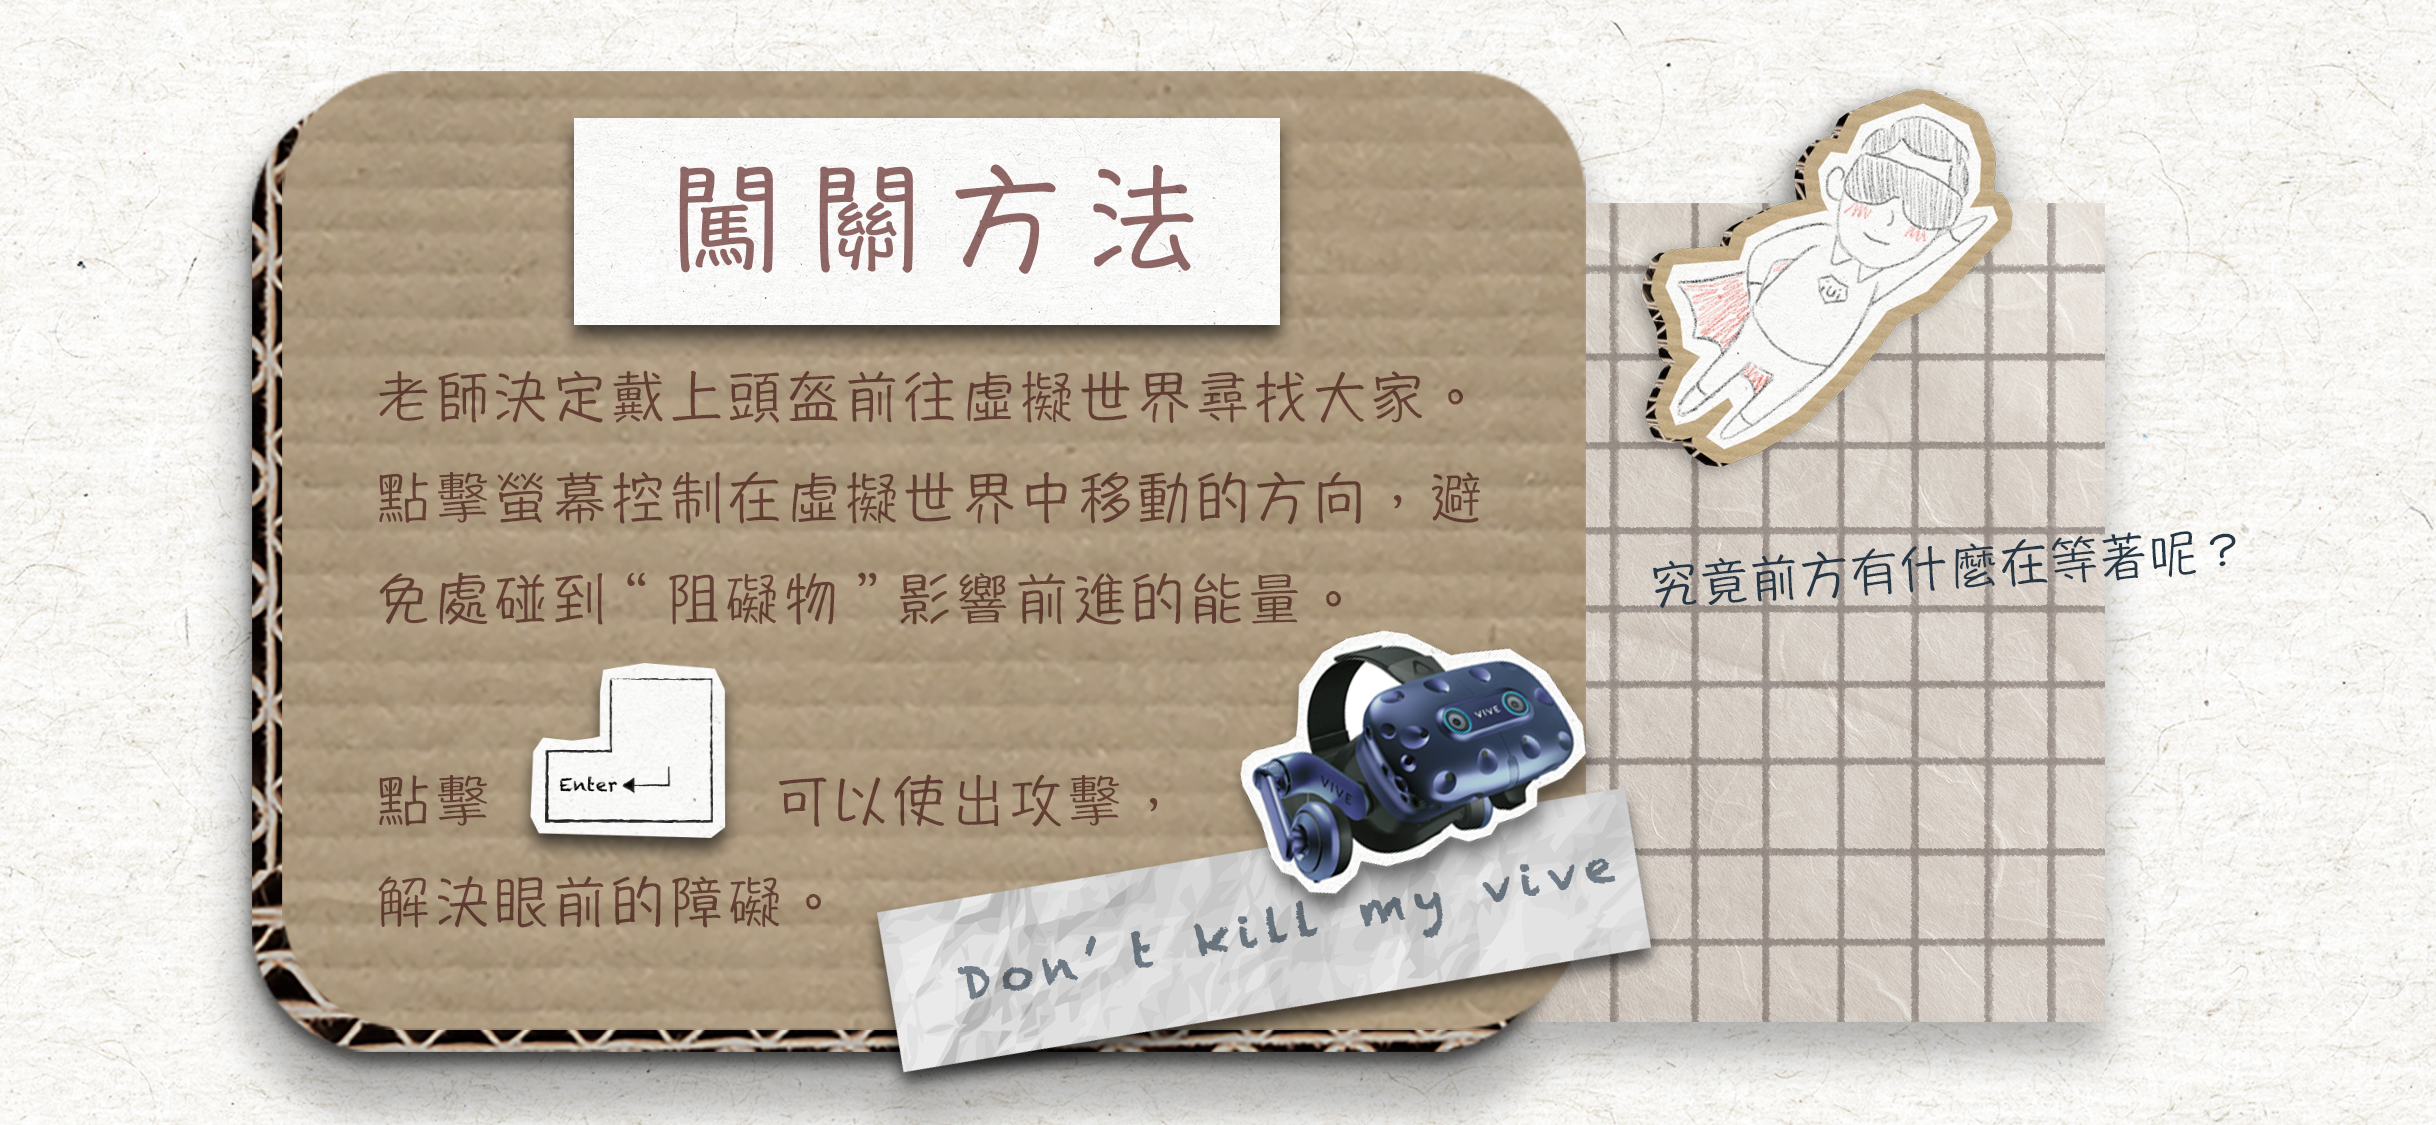 闖關方法
老師決定戴上頭盔前往虛擬世界尋找大家。
點擊螢幕控制在虛擬世界中移動的方向，避
免處碰到“阻礙物”影響前進的能量。
點擊 Enter 可以使出攻擊，
解決眼前的障礙。
VIVE
VIVE
Don't kill my vive
究竟前方有什麼在等著呢？